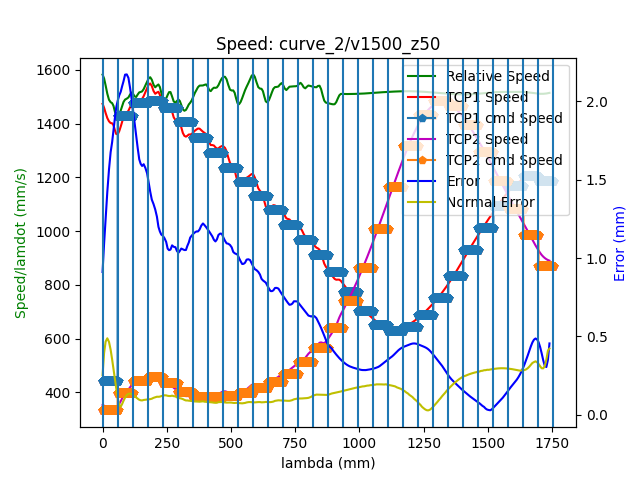 Speed: curve_2/v1500_z50
1600
1400
1200
1000
800
600
400
Speed/lamdot (mm/s)
Relative Speed
TCP1 Speed
TCP1 cmd Speed
TCP2 Speed
TCP2 cmd Speed
Error
Normal Error
2.0
1.5
1.0
0.5
0.0
Error (mm)
0 250 500 750 1000 1250 1500 1750
lambda (mm)